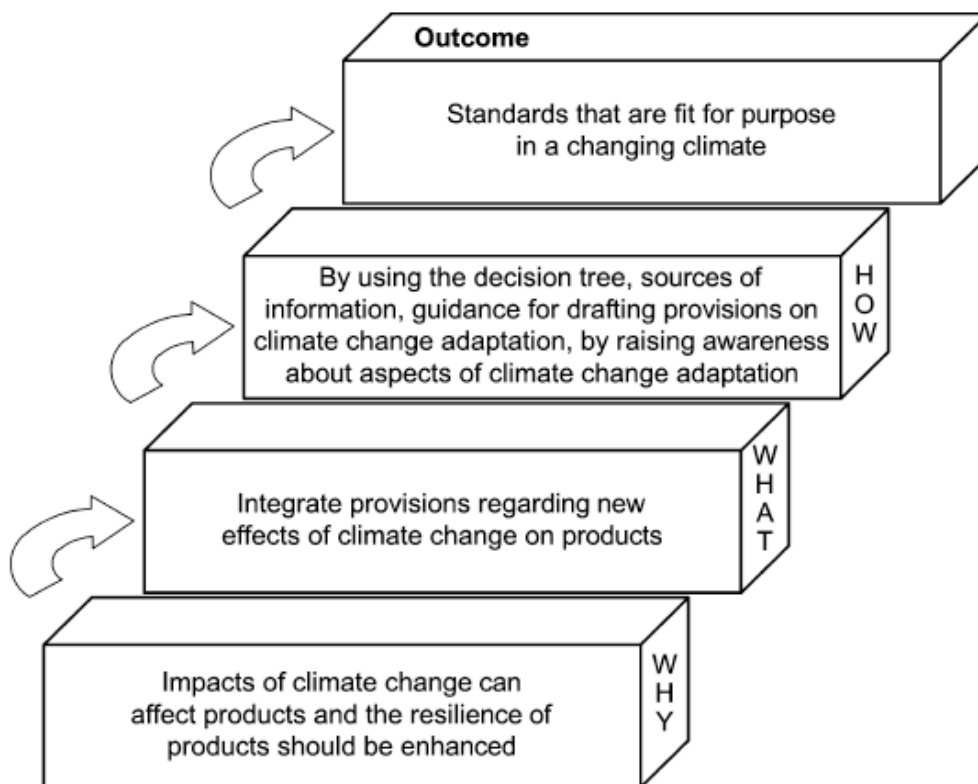 Outcome
Standards that are fit for purpose
in a changing climate
By using the decision tree, sources of
information, guidance for drafting provisions on
climate change adaptation, by raising awareness
about aspects of climate change adaptation
HOW
Integrate provisions regarding new
effects of climate change on products
WHAT
Impacts of climate change can
affect products and the resilience of
products should be enhanced
WHY